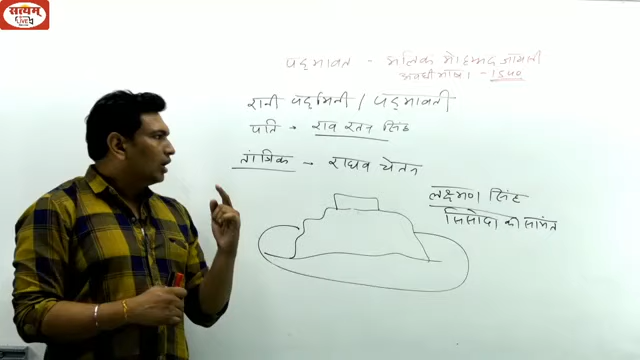 सत्यम्
LIVE
पद्मावत - मलिक मोहम्मद जायसी
अवधी भाषा - 1540
रानी पद्मिनी / पद्मावती
पति - राव रतन सिंह
तांत्रिक - राघव चेतन
लक्ष्मण सिंह
सिसोदा का सामंत